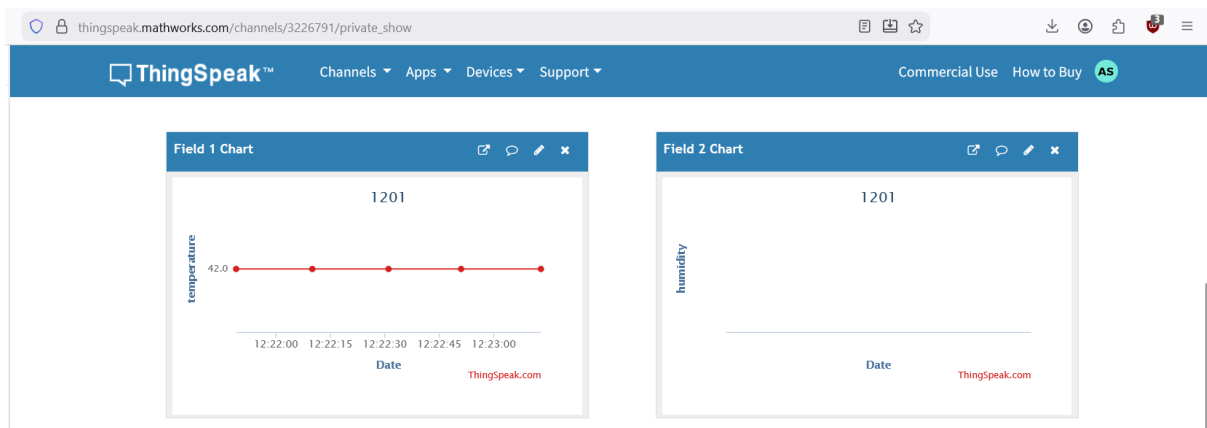 thingspeak.mathworks.com/channels/3226791/private_show
3
ThingSpeak™ Channels Apps Devices Support Commercial Use How to Buy AS
Field 1 Chart
1201
temperature
42.0
12:22:00 12:22:15 12:22:30 12:22:45 12:23:00
Date
ThingSpeak.com
Field 2 Chart
1201
humidity
Date
ThingSpeak.com